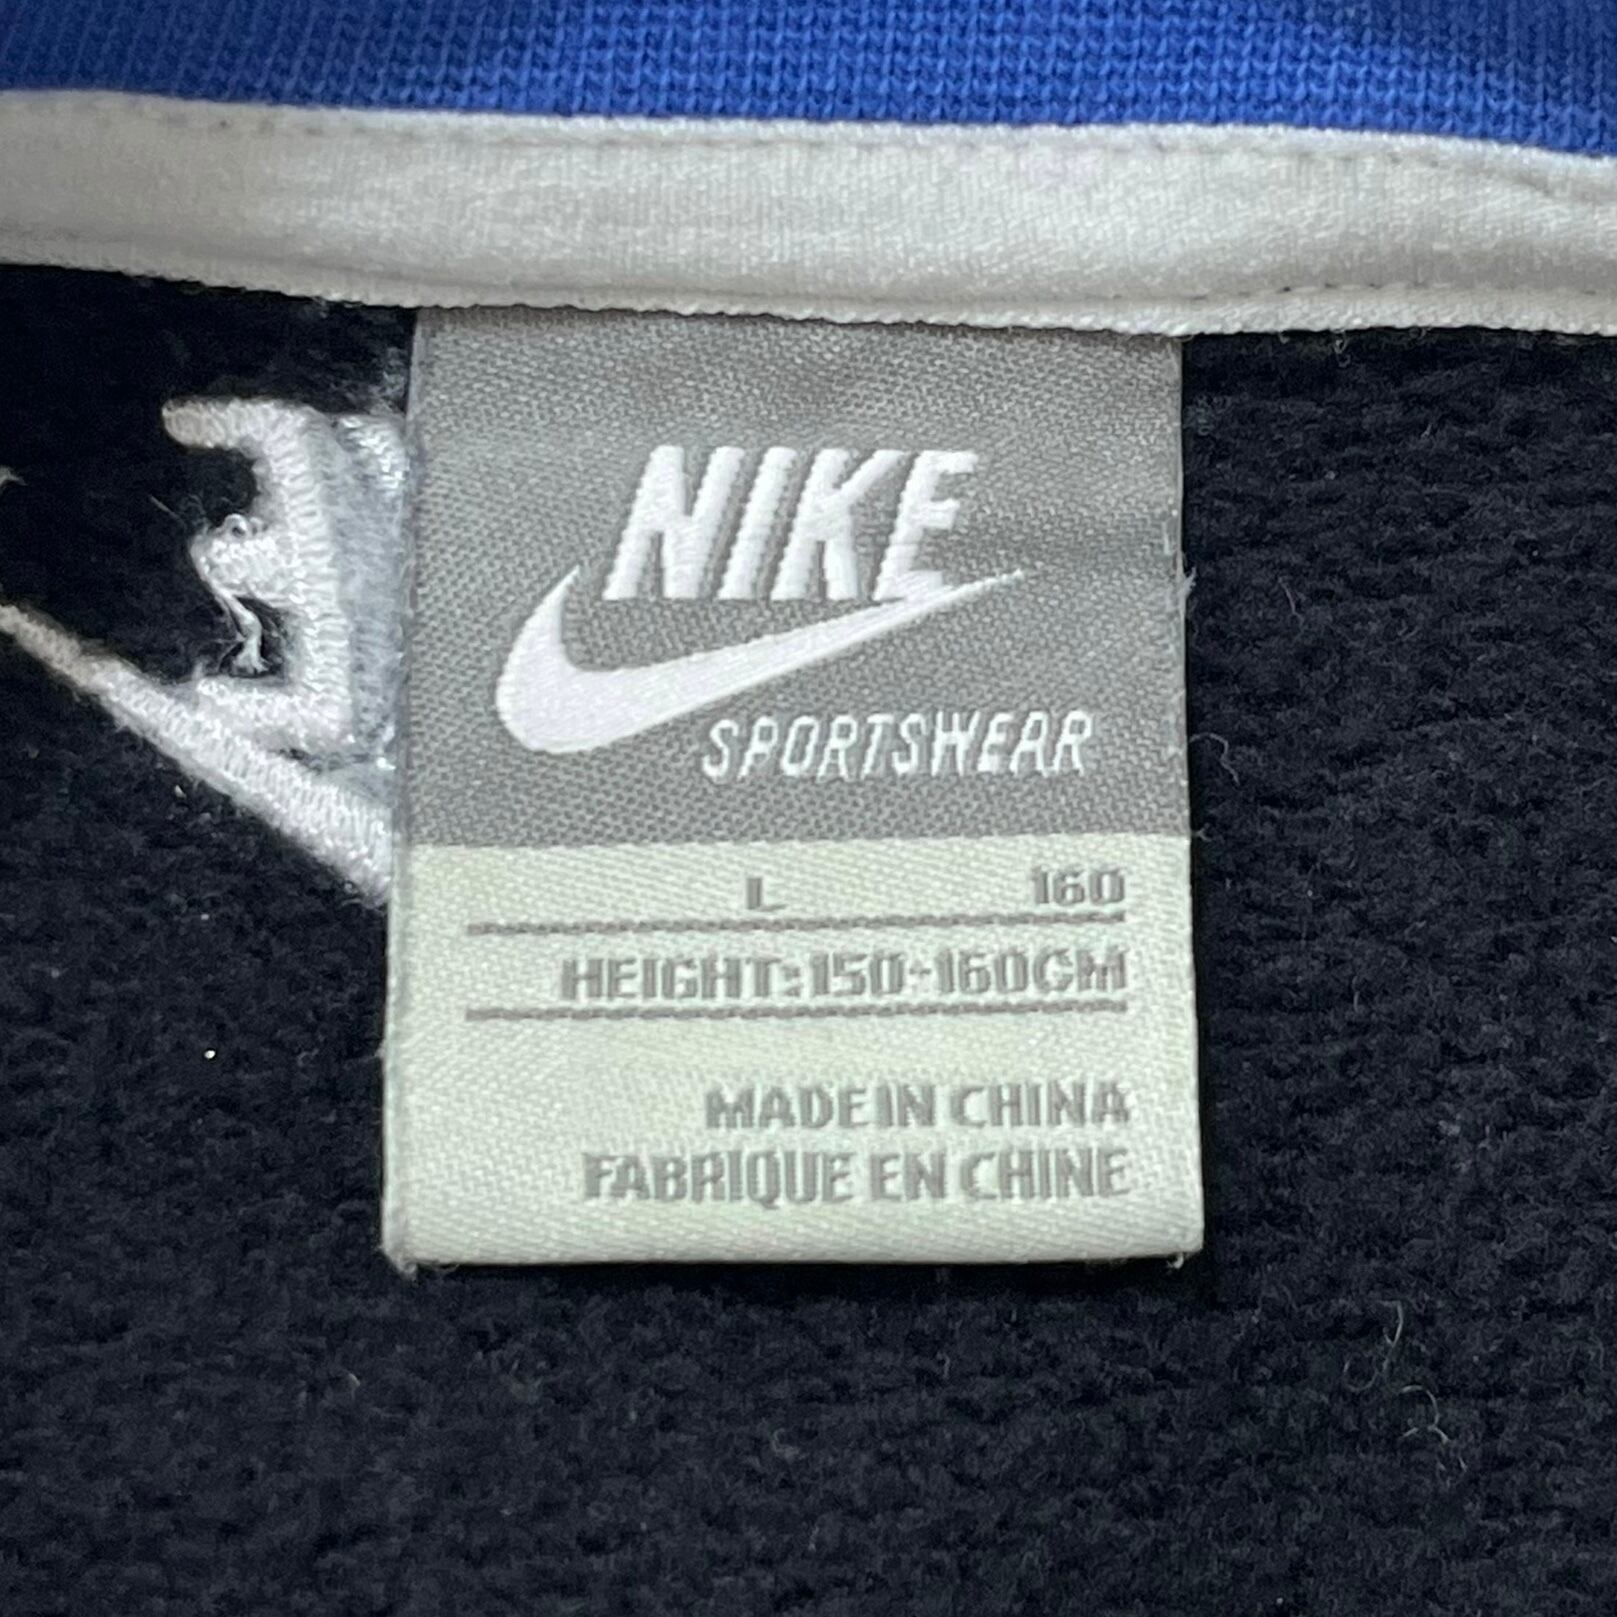 NIKE
SPORTSWEAR
L 160
HEIGHT:150-160CM
MADE IN CHINA
FABRIQUE EN CHINE